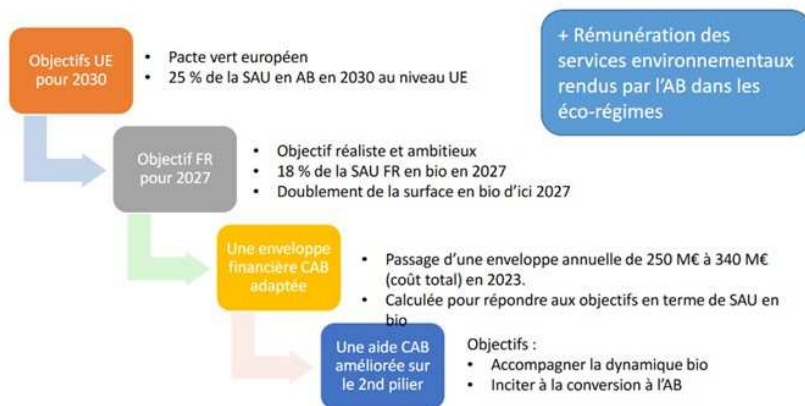 Objectifs UE
pour 2030
• Pacte vert européen
• 25 % de la SAU en AB en 2030 au niveau UE
+ Rémunération des
services environnementaux
rendus par l'AB dans les
éco-régimes
Objectif FR
pour 2027
• Objectif réaliste et ambitieux
• 18 % de la SAU FR en bio en 2027
• Doublement de la surface en bio d'ici 2027
Une enveloppe
financière CAB
adaptée
• Passage d'une enveloppe annuelle de 250 M€ à 340 M€
(coût total) en 2023.
• Calculée pour répondre aux objectifs en terme de SAU en
bio
Une aide CAB
améliorée sur
le 2nd pilier
Objectifs :
• Accompagner la dynamique bio
• Inciter à la conversion à l'AB